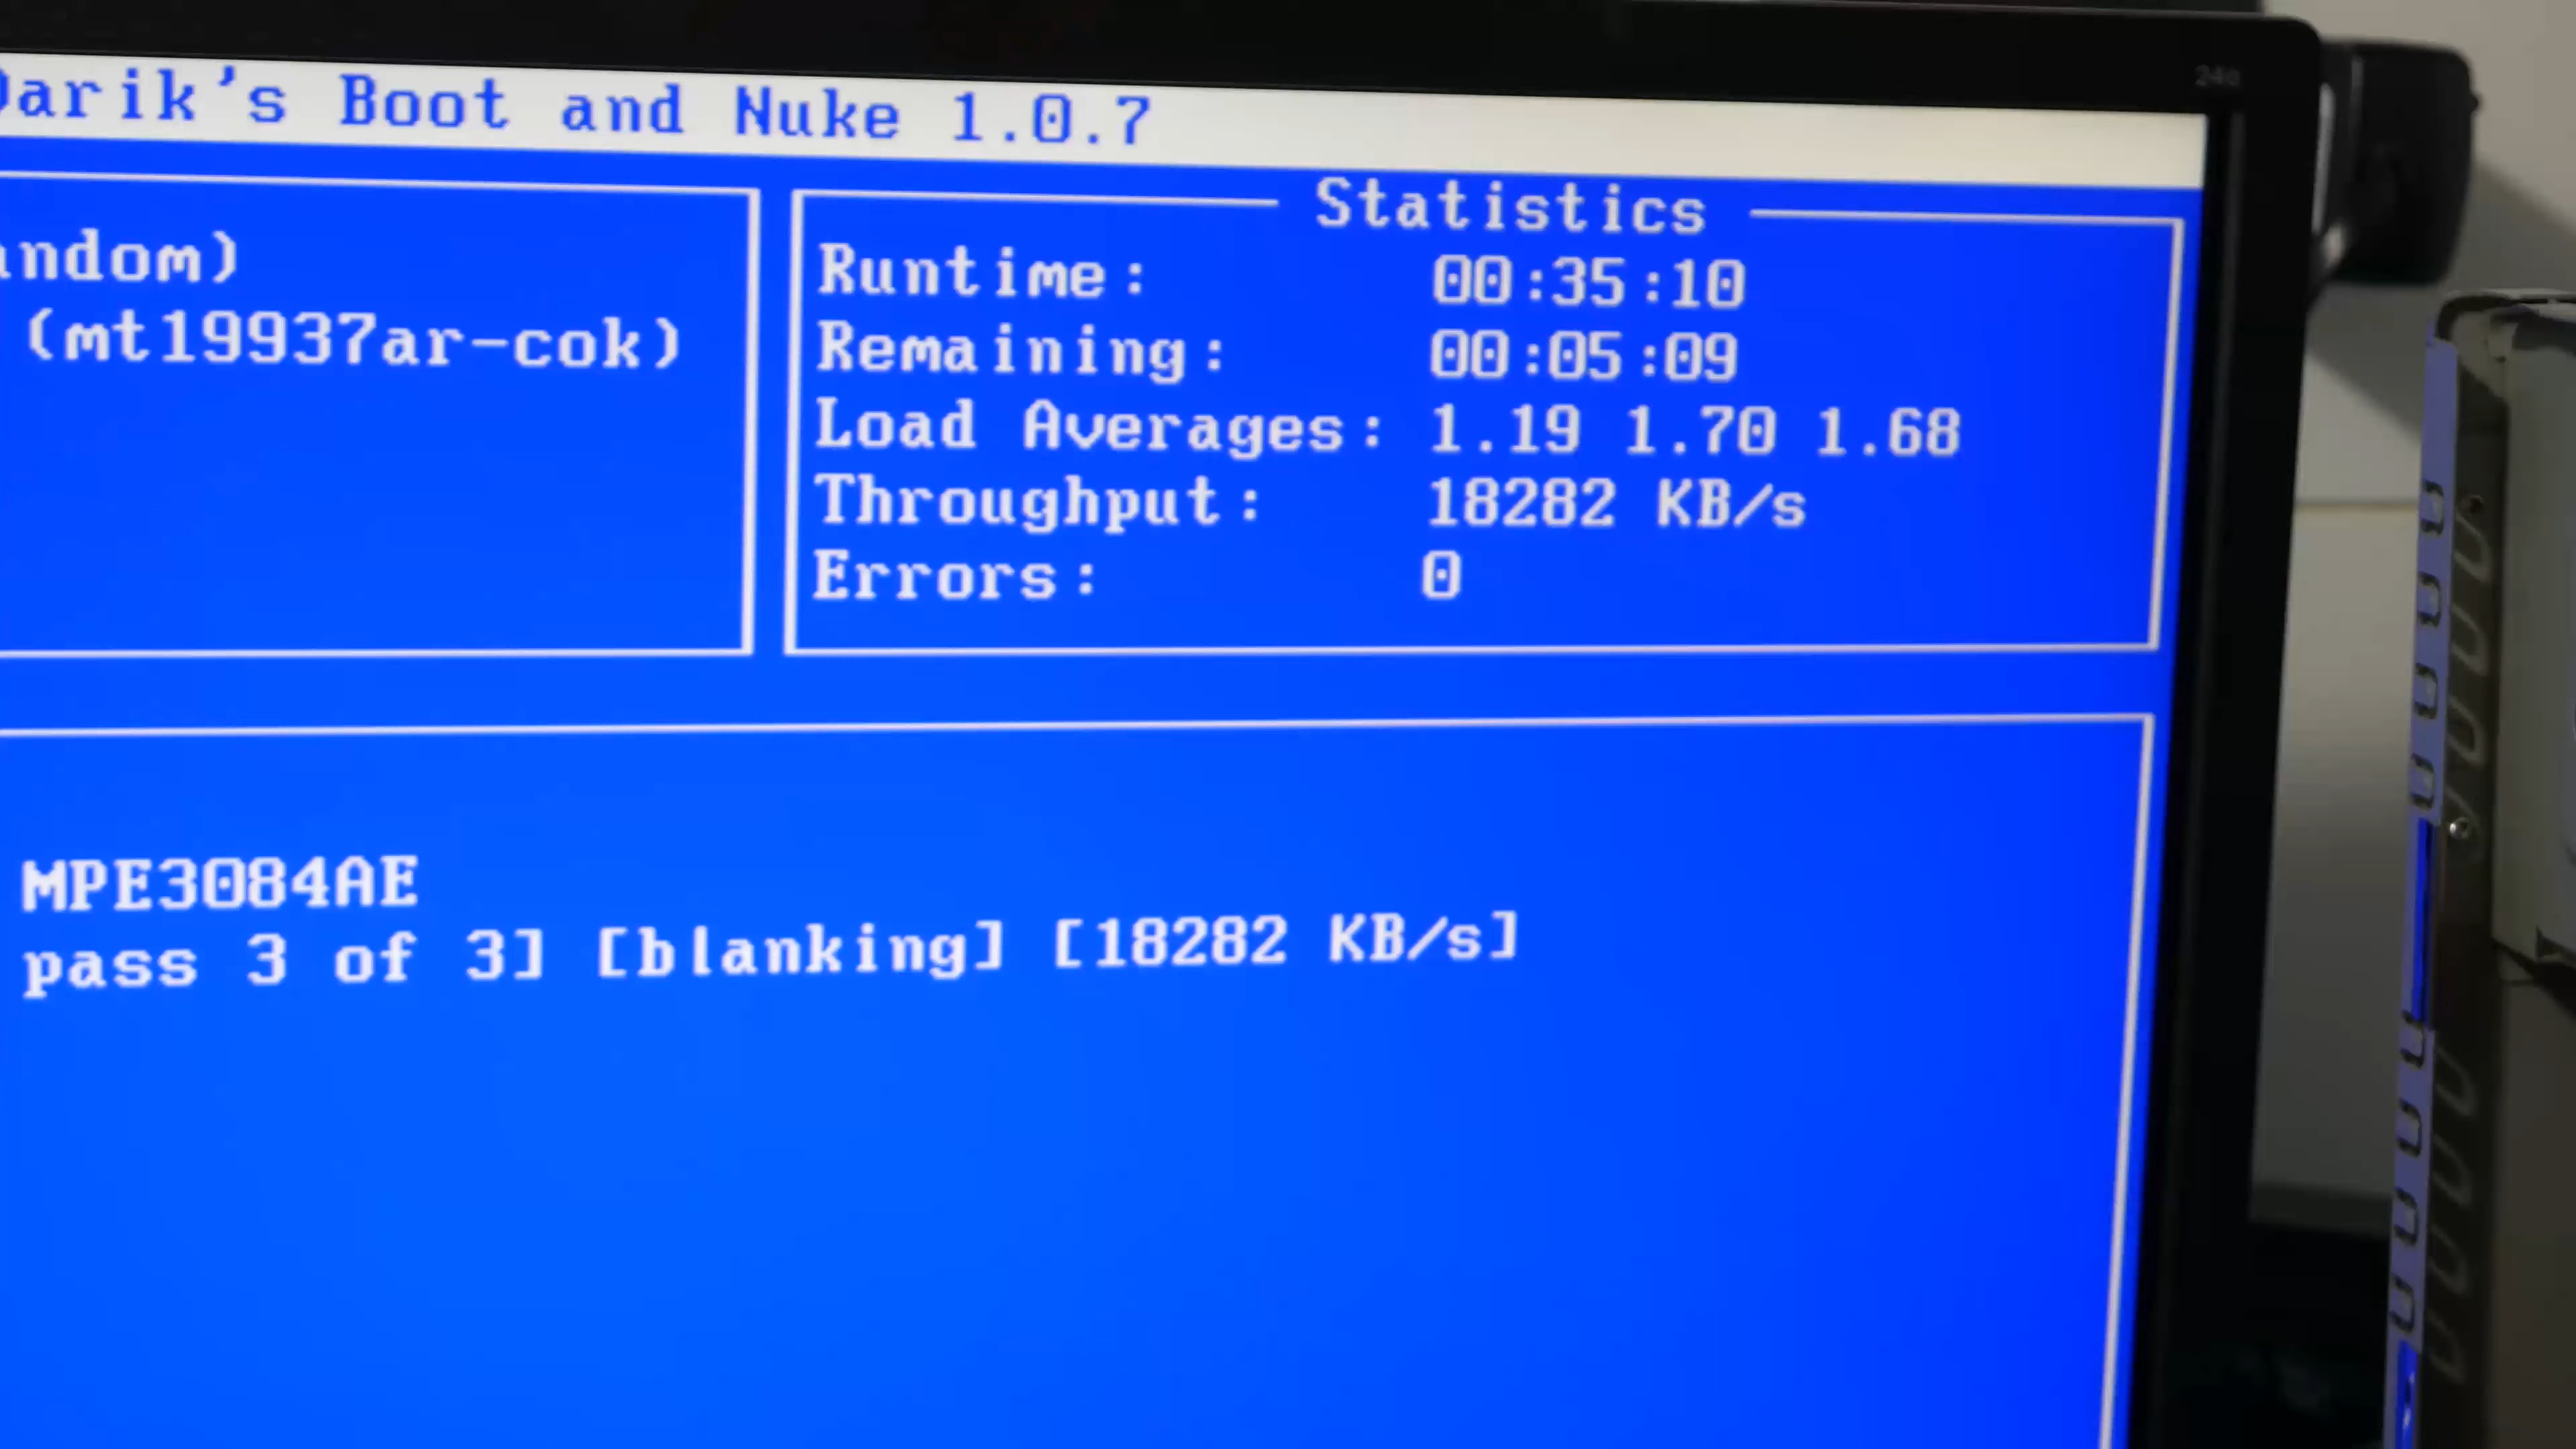 Darik's Boot and Nuke 1.0.7
Statistics
andom)
(mt19937ar-cok)
Runtime: 00:35:10
Remaining: 00:05:09
Load Averages: 1.19 1.70 1.68
Throughput: 18282 KB/s
Errors: 0
MPE3084AE
pass 3 of 3] [blanking] [18282 KB/s]